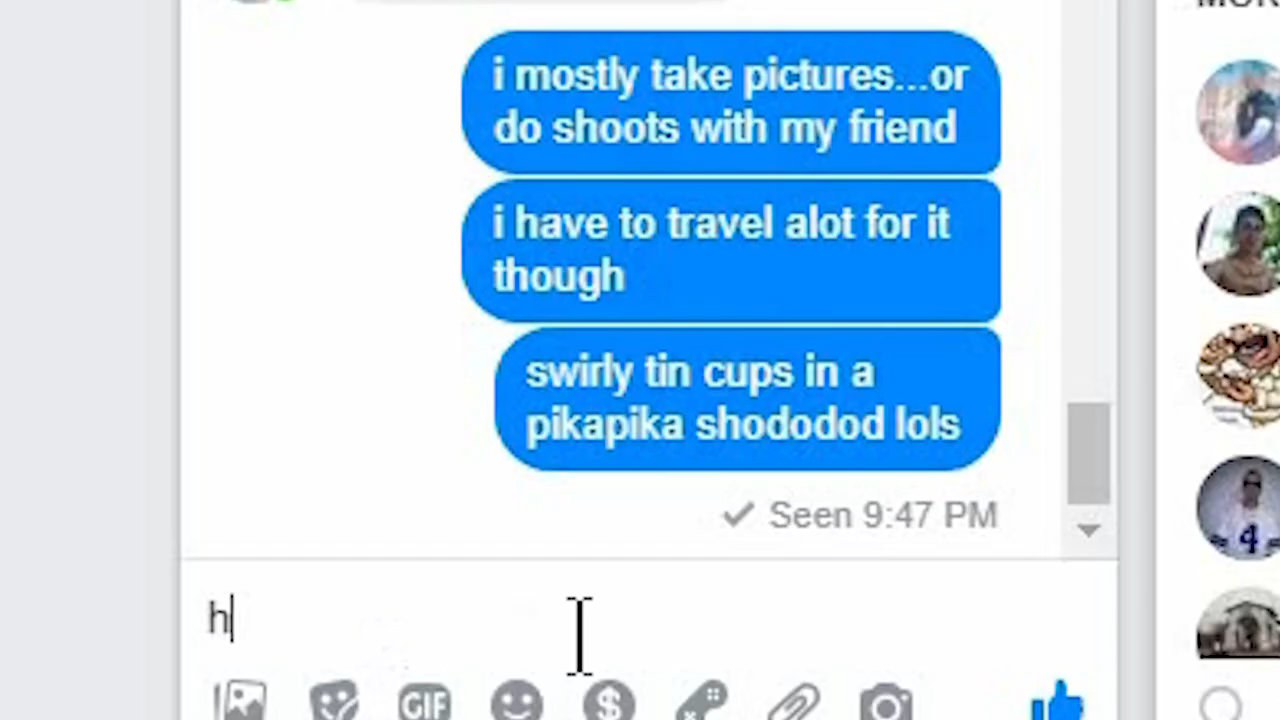 i mostly take pictures...or
do shoots with my friend
i have to travel alot for it
though
swirly tin cups in a
pikapika shododod lols
Seen 9:47 PM
h
GIF
$
4